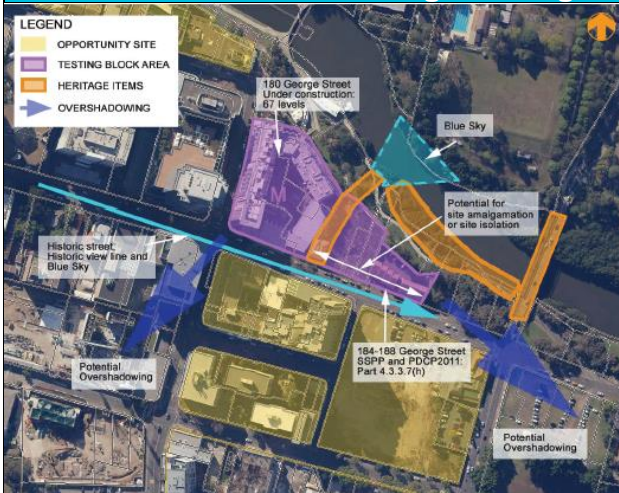 LEGEND
OPPORTUNITY SITE
TESTING BLOCK AREA
HERITAGE ITEMS
OVERSHADOWING
180 George Street
Under construction:
67 levels
Blue Sky
M
Potential for
site amalgamation
or site isolation
Historic street;
Historic view line and
Blue Sky
184-188 George Street
SSPP and PDCP2011:
Part 4.3.3.7(h)
Potential
Overshadowing
Potential
Overshadowing